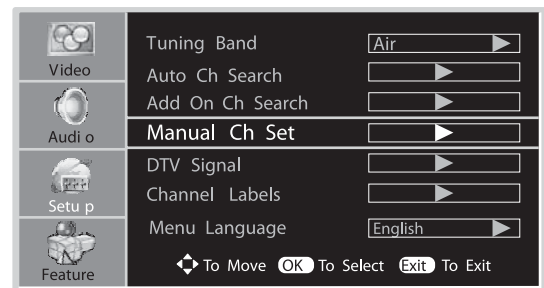 Video
Audi o
Setu p
Feature
Tuning Band Air
Auto Ch Search
Add On Ch Search
Manual Ch Set
DTV Signal
Channel Labels
Menu Language English
To Move OK To Select Exit To Exit